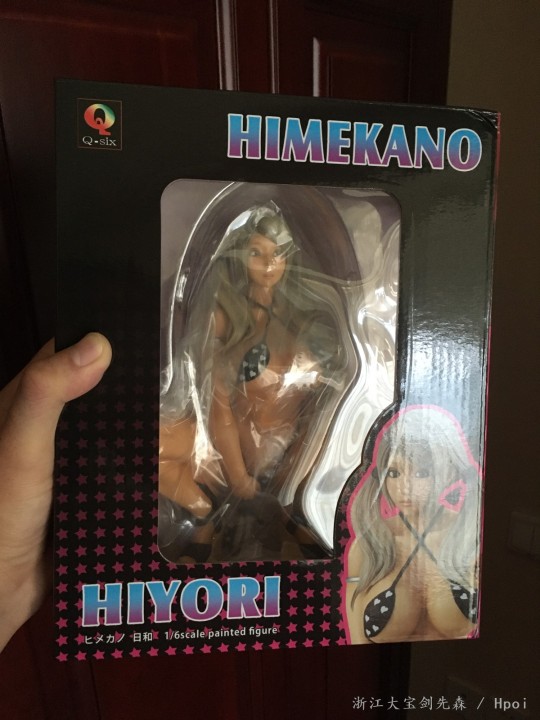 Q-six
HIMEKANO
HIYORI
ヒメカノ 日和 1/6scale painted figure
浙江大宝剑先森 / Hpoi